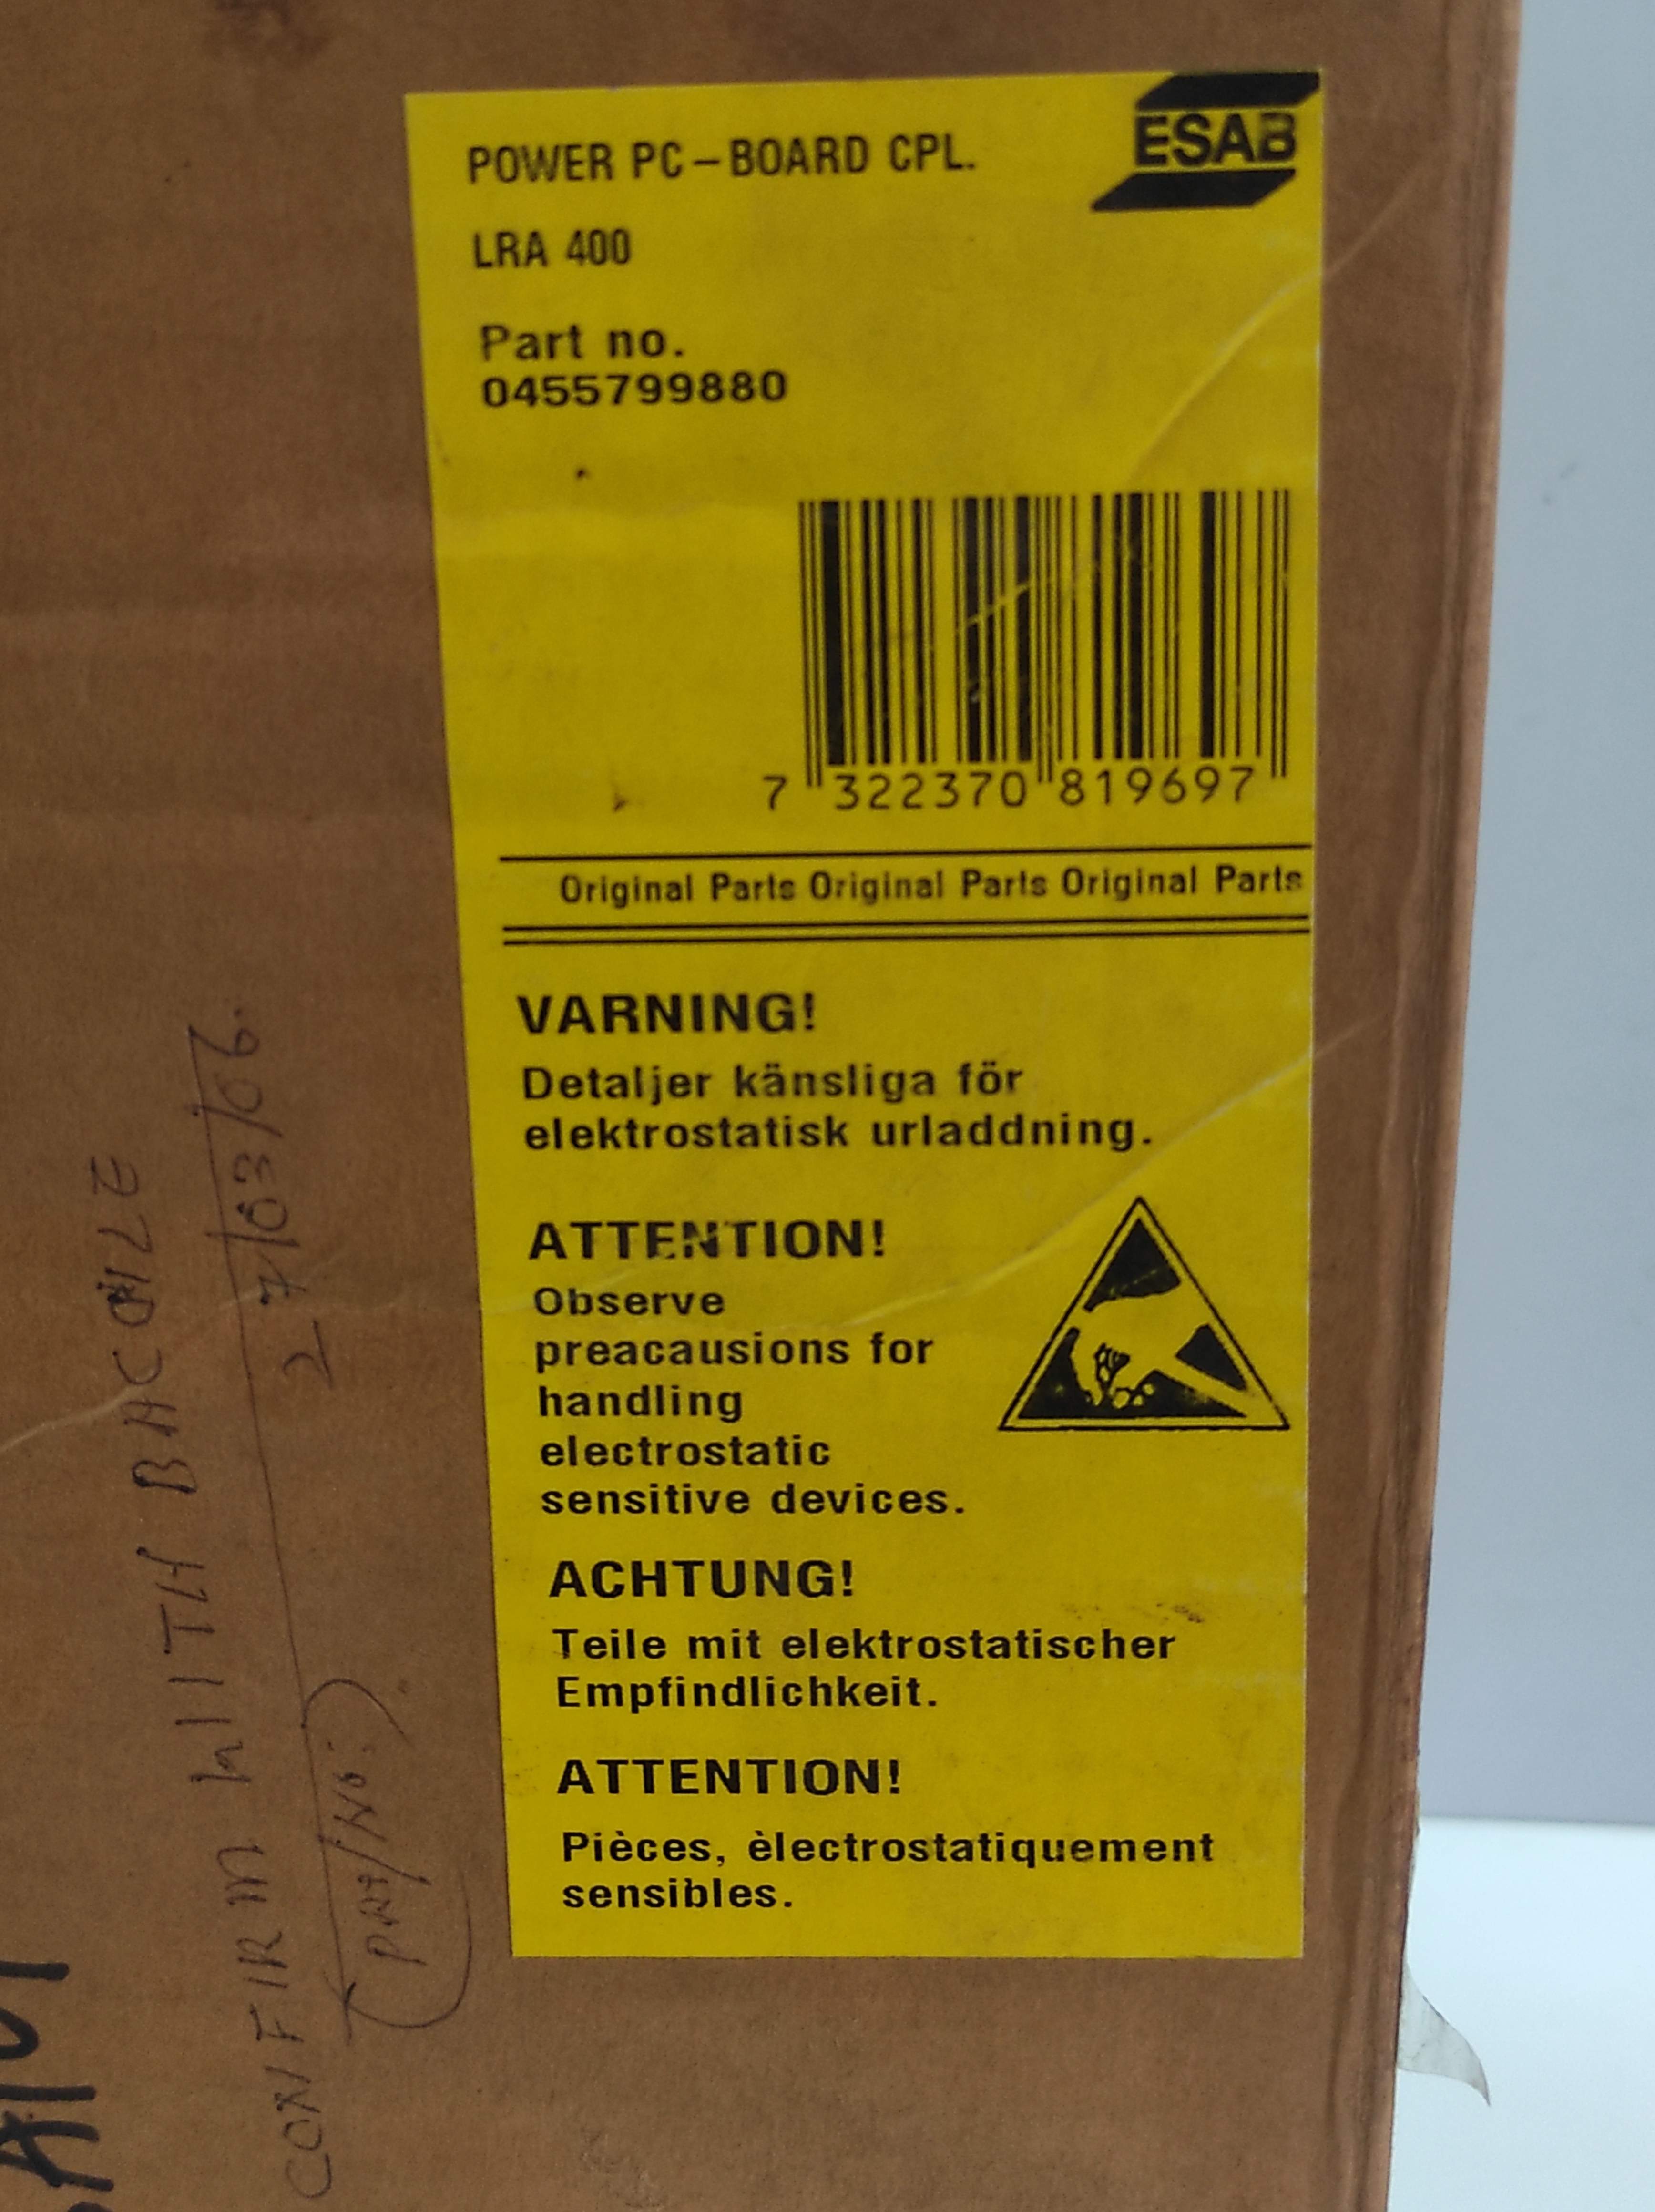 ESAB
POWER PC-BOARD CPL.
LRA 400
Part no.
0455799880
7 322370 819697
Original Parts Original Parts Original Parts
VARNING!
Detaljer känsliga för
elektrostatisk urladdning.
ATTENTION!
Observe
preacausions for
handling
electrostatic
sensitive devices.
ACHTUNG!
Teile mit elektrostatischer
Empfindlichkeit.
ATTENTION!
Pièces, èlectrostatiquement
sensibles.
CONFIRM WITH
27/03/06.